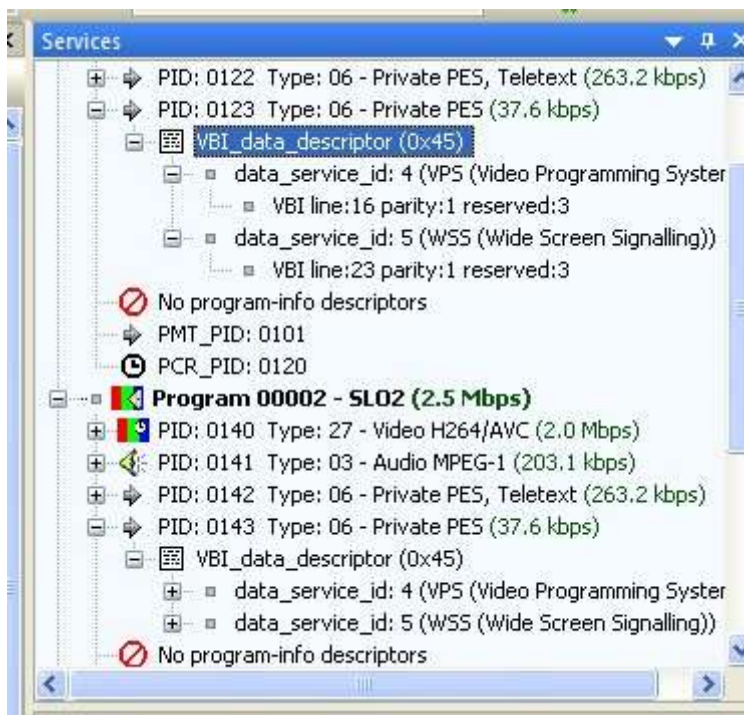 Services
PID: 0122 Type: 06 - Private PES, Teletext (263.2 kbps)
PID: 0123 Type: 06 - Private PES (37.6 kbps)
VBI_data_descriptor (0x45)
data_service_id: 4 (VPS (Video Programming System
VBI line:16 parity:1 reserved:3
data_service_id: 5 (WSS (Wide Screen Signalling))
VBI line:23 parity:1 reserved:3
No program-info descriptors
PMT_PID: 0101
PCR_PID: 0120
Program 00002 - SLO2 (2.5 Mbps)
PID: 0140 Type: 27 - Video H264/AVC (2.0 Mbps)
PID: 0141 Type: 03 - Audio MPEG-1 (203.1 kbps)
PID: 0142 Type: 06 - Private PES, Teletext (263.2 kbps)
PID: 0143 Type: 06 - Private PES (37.6 kbps)
VBI_data_descriptor (0x45)
data_service_id: 4 (VPS (Video Programming System
data_service_id: 5 (WSS (Wide Screen Signalling))
No program-info descriptors